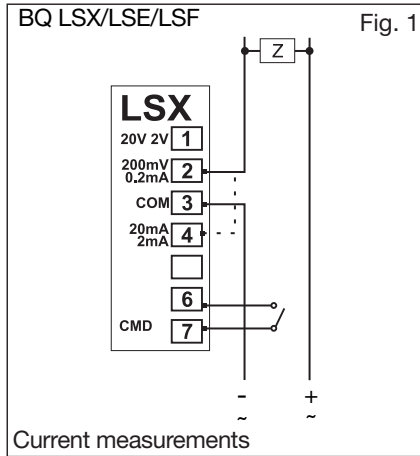 BQ LSX/LSE/LSF
Fig. 1
Z
LSX
20V 2V 1
200mV
0.2mA 2
COM 3
20mA
2mA 4
6
CMD 7
- +
~ ~
Current measurements